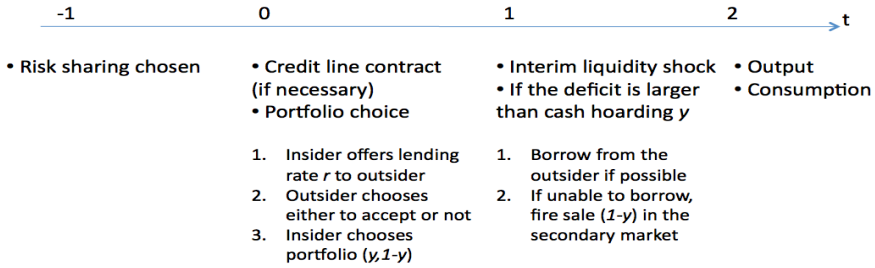 -1 0 1 2
t
• Risk sharing chosen
• Credit line contract
(if necessary)
• Portfolio choice
1. Insider offers lending
rate r to outsider
2. Outsider chooses
either to accept or not
3. Insider chooses
portfolio (y,1-y)
• Interim liquidity shock
• If the deficit is larger
than cash hoarding y
1. Borrow from the
outsider if possible
2. If unable to borrow,
fire sale (1-y) in the
secondary market
• Output
• Consumption